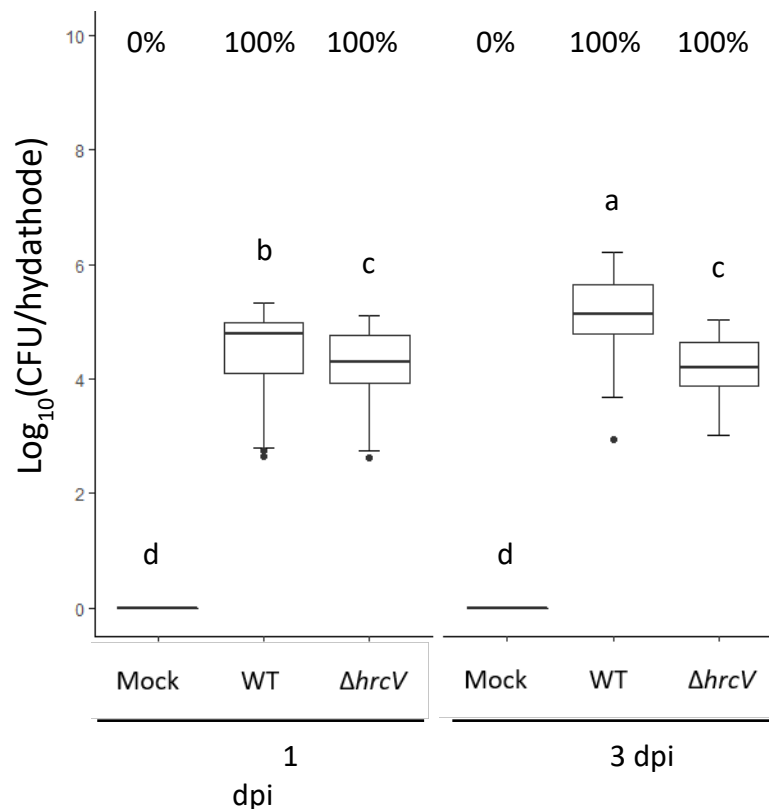 10
0% 100% 100% 0% 100% 100%
8
a
b c c
6
4
2
d d
0
Log₁₀(CFU/hydathode)
Mock WT ΔhrcV Mock WT ΔhrcV
1 3 dpi
dpi